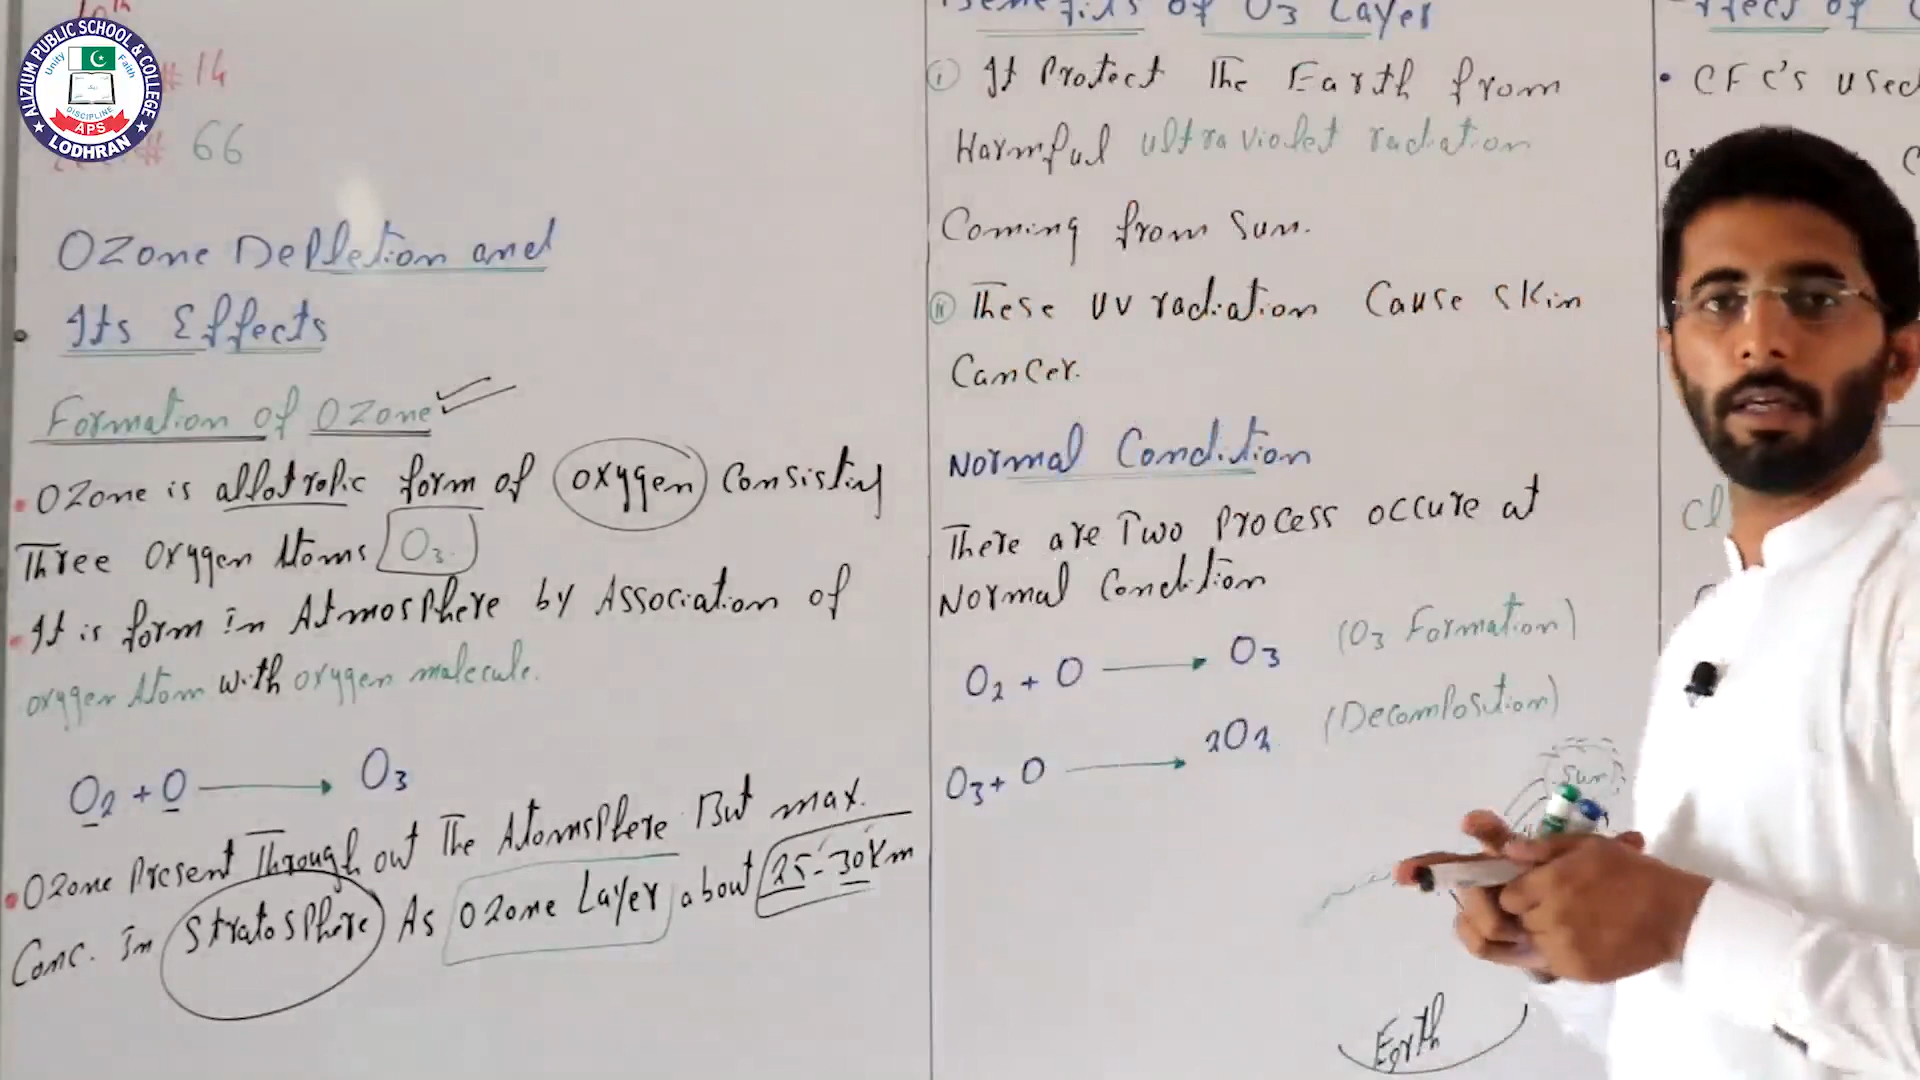 ALIZIUM PUBLIC SCHOOL & COLLEGE
Unity
Faith
DISCIPLINE
APS
LODHRAN
10th
# 14
# 66
Ozone Depletion and
Its Effects
Formation of Ozone
Ozone is allotropic form of oxygen Consisting
Three oxygen Atoms O3.
It is form in Atmosphere by Association of
oxygen Atom with oxygen molecule.
O2 + O → O3
Ozone Present Through out The Atomsphere But max.
Conc. in Stratosphere As Ozone Layer about 25-30Km
Benefits of O3 Layer
i) It Protect The Earth from
Harmful ultraviolet radiation
Coming from Sun.
ii) These UV radiation Cause Skin
Cancer.
Normal Condition
There are Two Process occure at
Normal Condition
O2 + O → O3 (O3 Formation)
O3 + O → 2O2 (Decomposition)
Sun
Earth
• CFC's used
Cl